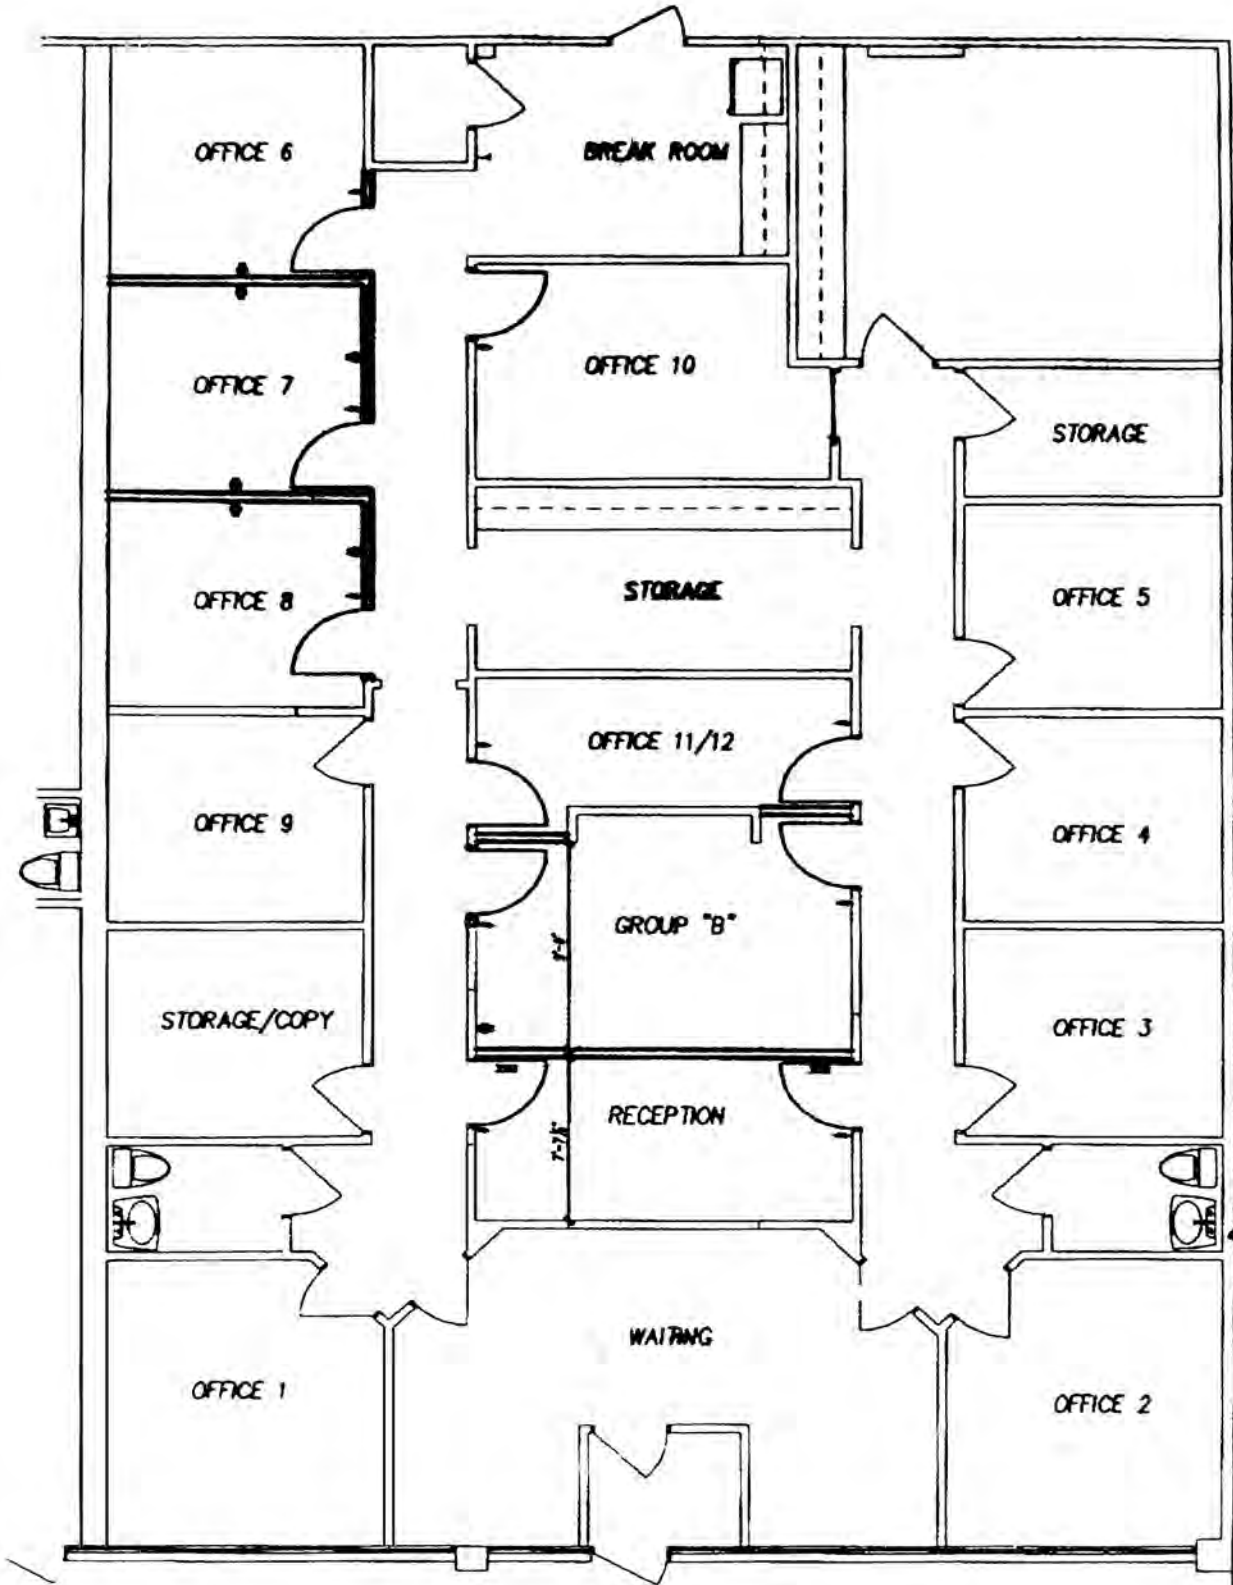 OFFICE 6
BREAK ROOM
OFFICE 7
OFFICE 10
STORAGE
OFFICE 8
STORAGE
OFFICE 5
OFFICE 11/12
OFFICE 9
OFFICE 4
GROUP "B"
STORAGE/COPY
OFFICE 3
RECEPTION
WAITING
OFFICE 1
OFFICE 2